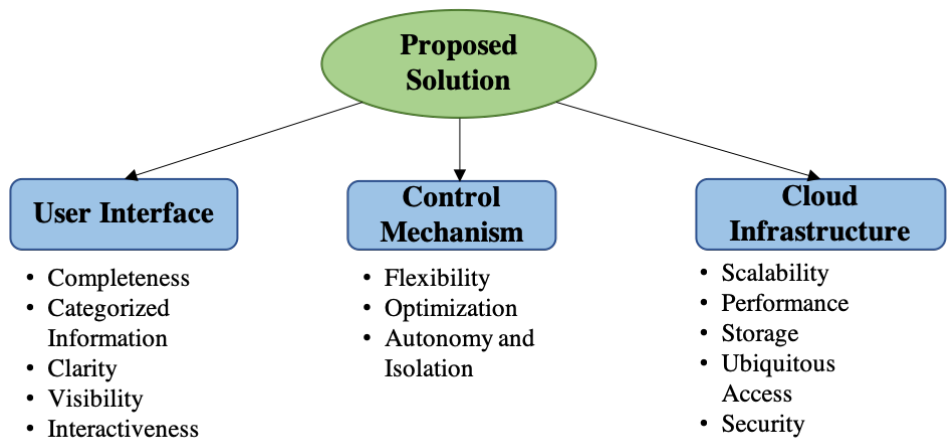 Proposed
Solution
User Interface
• Completeness
• Categorized
Information
• Clarity
• Visibility
• Interactiveness
Control
Mechanism
• Flexibility
• Optimization
• Autonomy and
Isolation
Cloud
Infrastructure
• Scalability
• Performance
• Storage
• Ubiquitous
Access
• Security